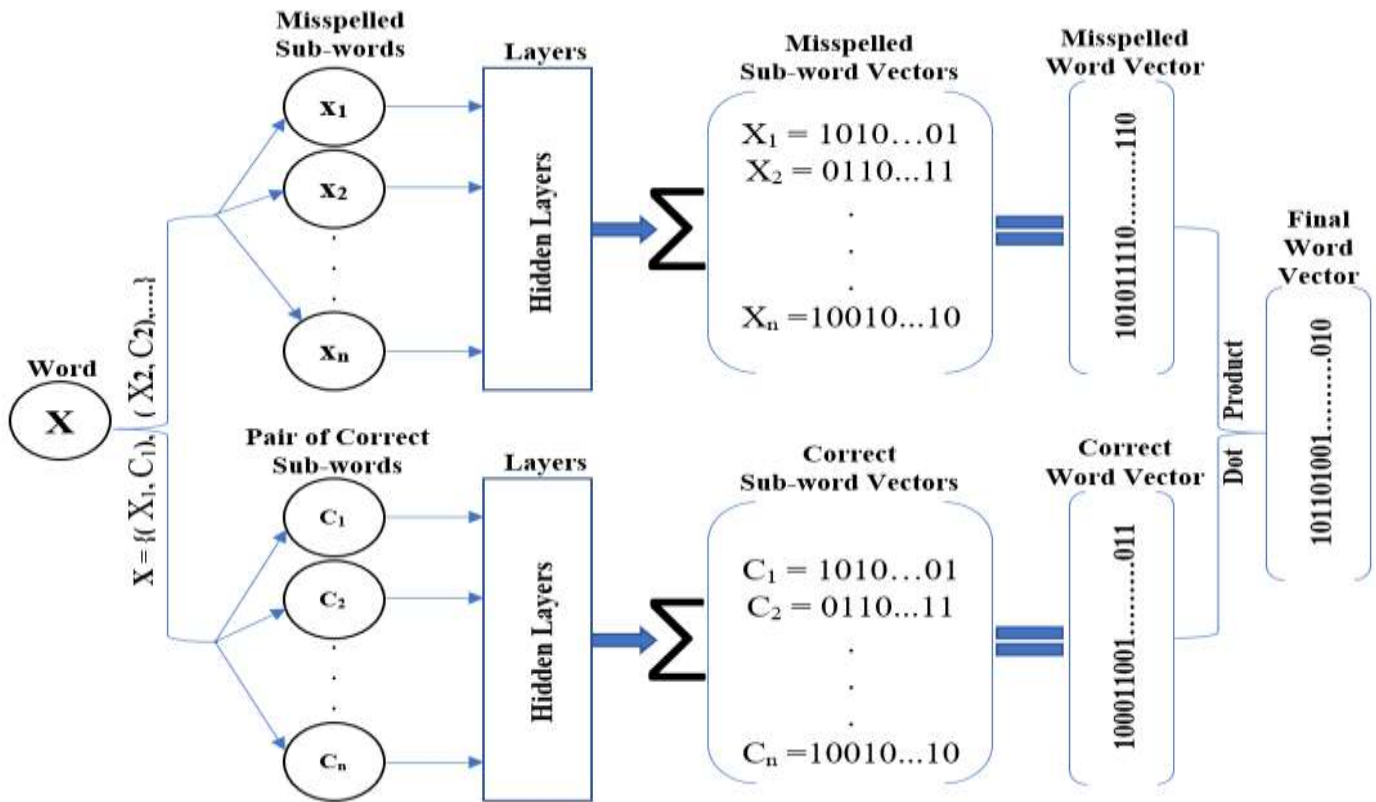 Word
X
X = {( X₁, C₁), ( X2, C2),....}
Misspelled
Sub-words
x₁
x₂
.
.
.
xₙ
Layers
Hidden Layers
∑
Misspelled
Sub-word Vectors
X₁ = 1010...01
X₂ = 0110...11
.
.
.
Xₙ =10010...10
=
Misspelled
Word Vector
101011110...........110
Pair of Correct
Sub-words
C₁
C₂
.
.
.
Cₙ
Layers
Hidden Layers
∑
Correct
Sub-word Vectors
C₁ = 1010...01
C₂ = 0110...11
.
.
.
Cₙ =10010...10
=
Correct
Word Vector
100011001...........011
Dot Product
Final
Word
Vector
101101001...........010